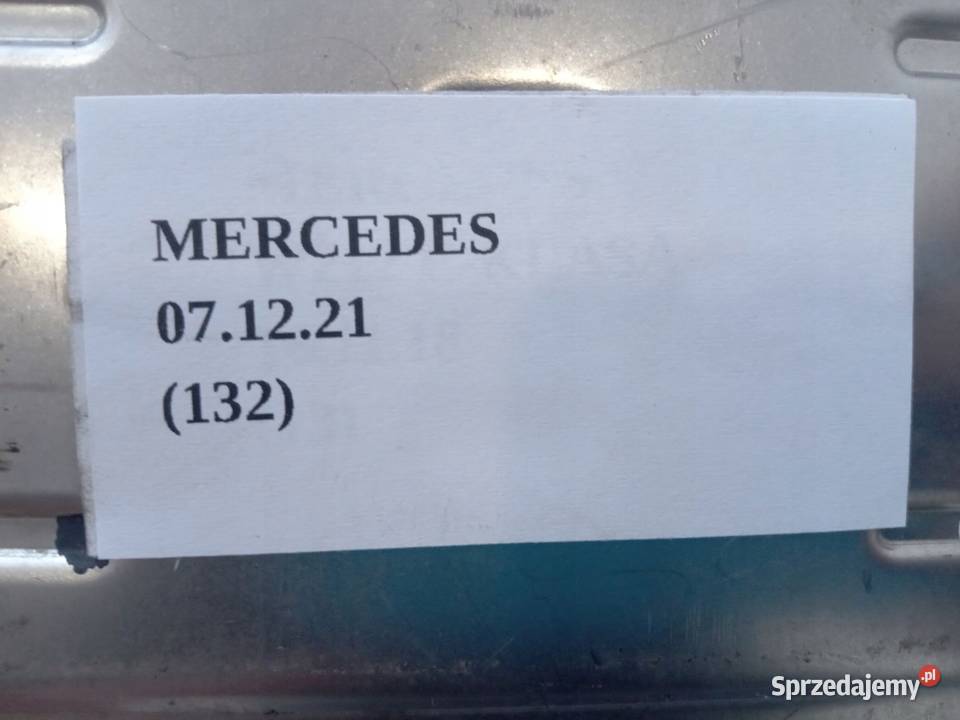 MERCEDES
07.12.21
(132)
Sprzedajemy.pl